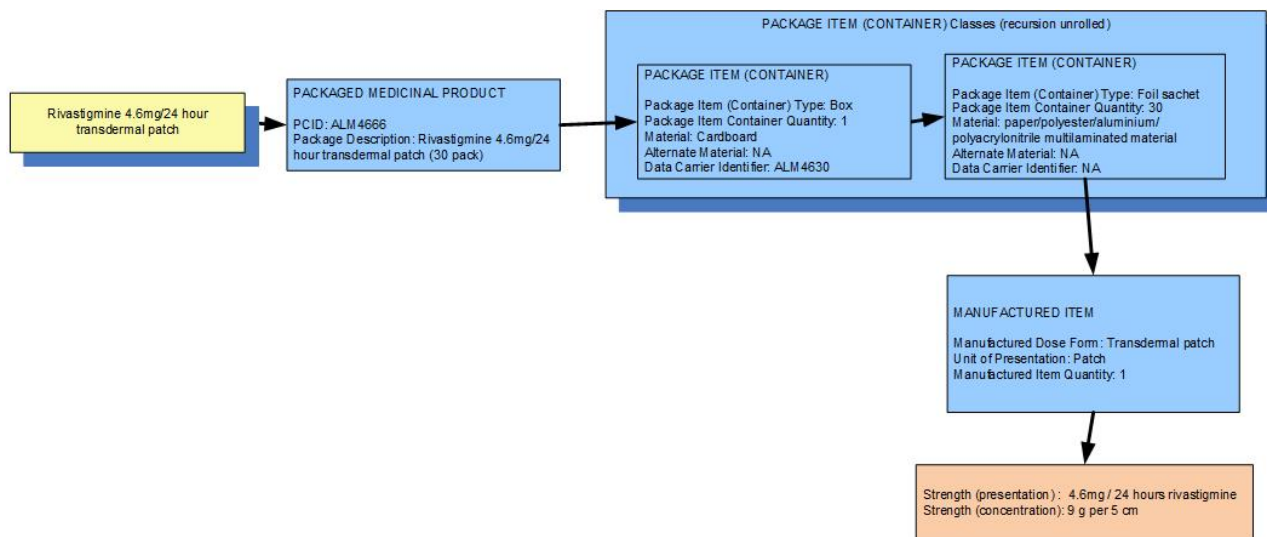 PACKAGE ITEM (CONTAINER) Classes (recursion unrolled)
Rivastigmine 4.6mg/24 hour
transdermal patch
PACKAGED MEDICINAL PRODUCT
PCID: ALM4666
Package Description: Rivastigmine 4.6mg/24
hour transdermal patch (30 pack)
PACKAGE ITEM (CONTAINER)
Package Item (Container) Type: Box
Package Item Container Quantity: 1
Material: Cardboard
Alternate Material: NA
Data Carrier Identifier: ALM4630
PACKAGE ITEM (CONTAINER)
Package Item (Container) Type: Foil sachet
Package Item Container Quantity: 30
Material: paper/polyester/aluminium/
polyacrylonitrile multilaminated material
Alternate Material: NA
Data Carrier Identifier: NA
MANUFACTURED ITEM
Manufactured Dose Form : Transdermal patch
Unit of Presentation: Patch
Manufactured Item Quantity: 1
Strength (presentation) : 4.6mg / 24 hours rivastigmine
Strength (concentration): 9 g per 5 cm